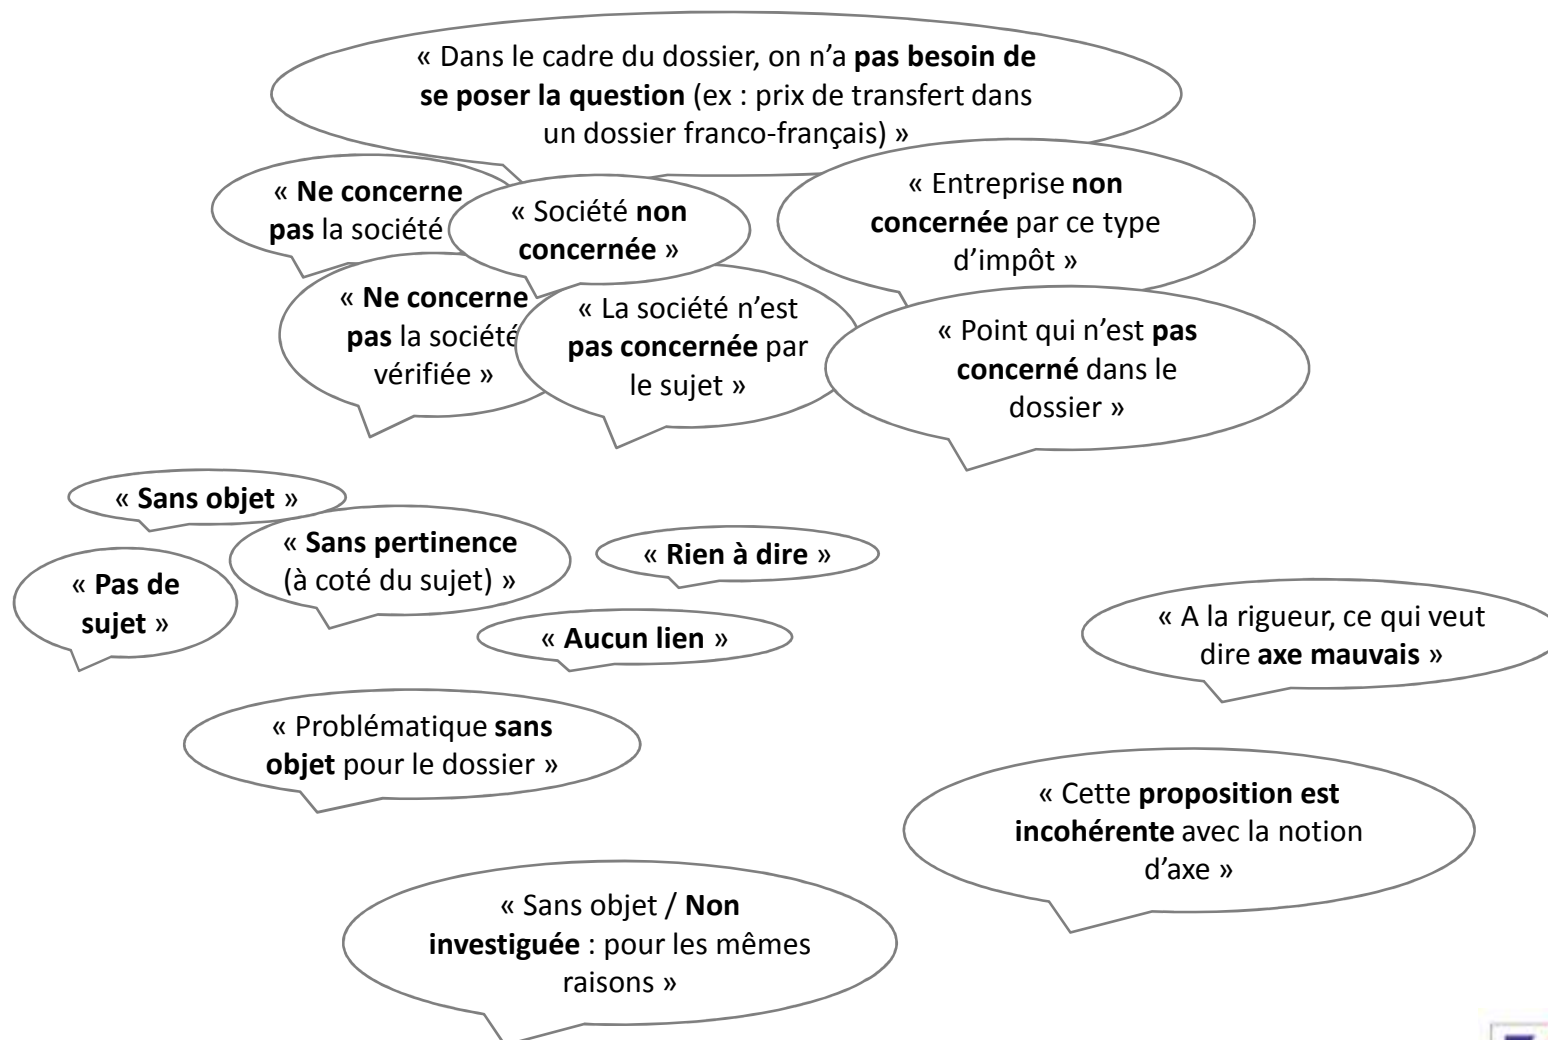 « Dans le cadre du dossier, on n’a pas besoin de
se poser la question (ex : prix de transfert dans
un dossier franco-français) »
« Ne concerne
pas la société
« Société non
concernée »
« Entreprise non
concernée par ce type
d’impôt »
« Ne concerne
pas la société
vérifiée »
« La société n’est
pas concernée par
le sujet »
« Point qui n’est pas
concerné dans le
dossier »
« Sans objet »
« Sans pertinence
(à coté du sujet) »
« Rien à dire »
« Pas de
sujet »
« Aucun lien »
« A la rigueur, ce qui veut
dire axe mauvais »
« Problématique sans
objet pour le dossier »
« Cette proposition est
incohérente avec la notion
d’axe »
« Sans objet / Non
investiguée : pour les mêmes
raisons »